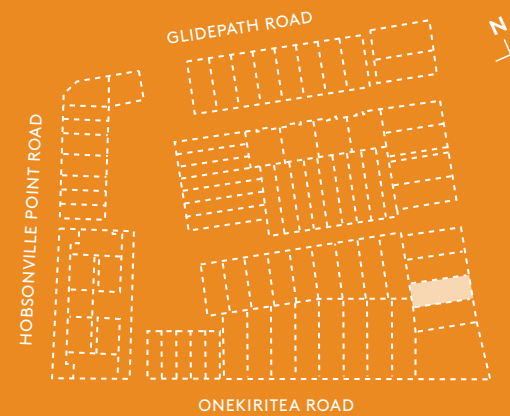 GLIDEPATH ROAD
N
HOBSONVILLE POINT ROAD
ONEKIRITEA ROAD